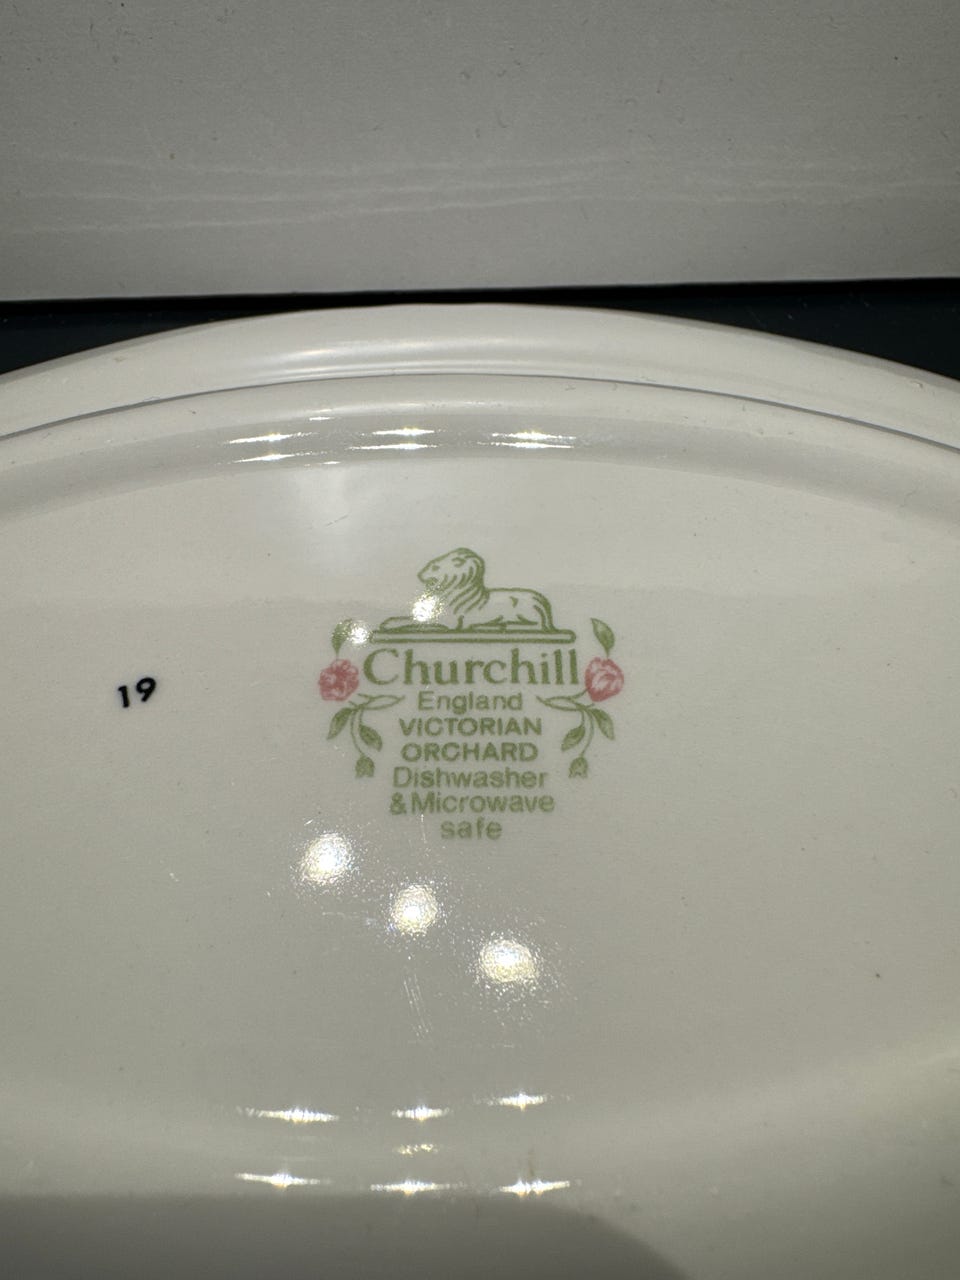 Churchill
England
VICTORIAN
ORCHARD
Dishwasher
&Microwave
safe
19